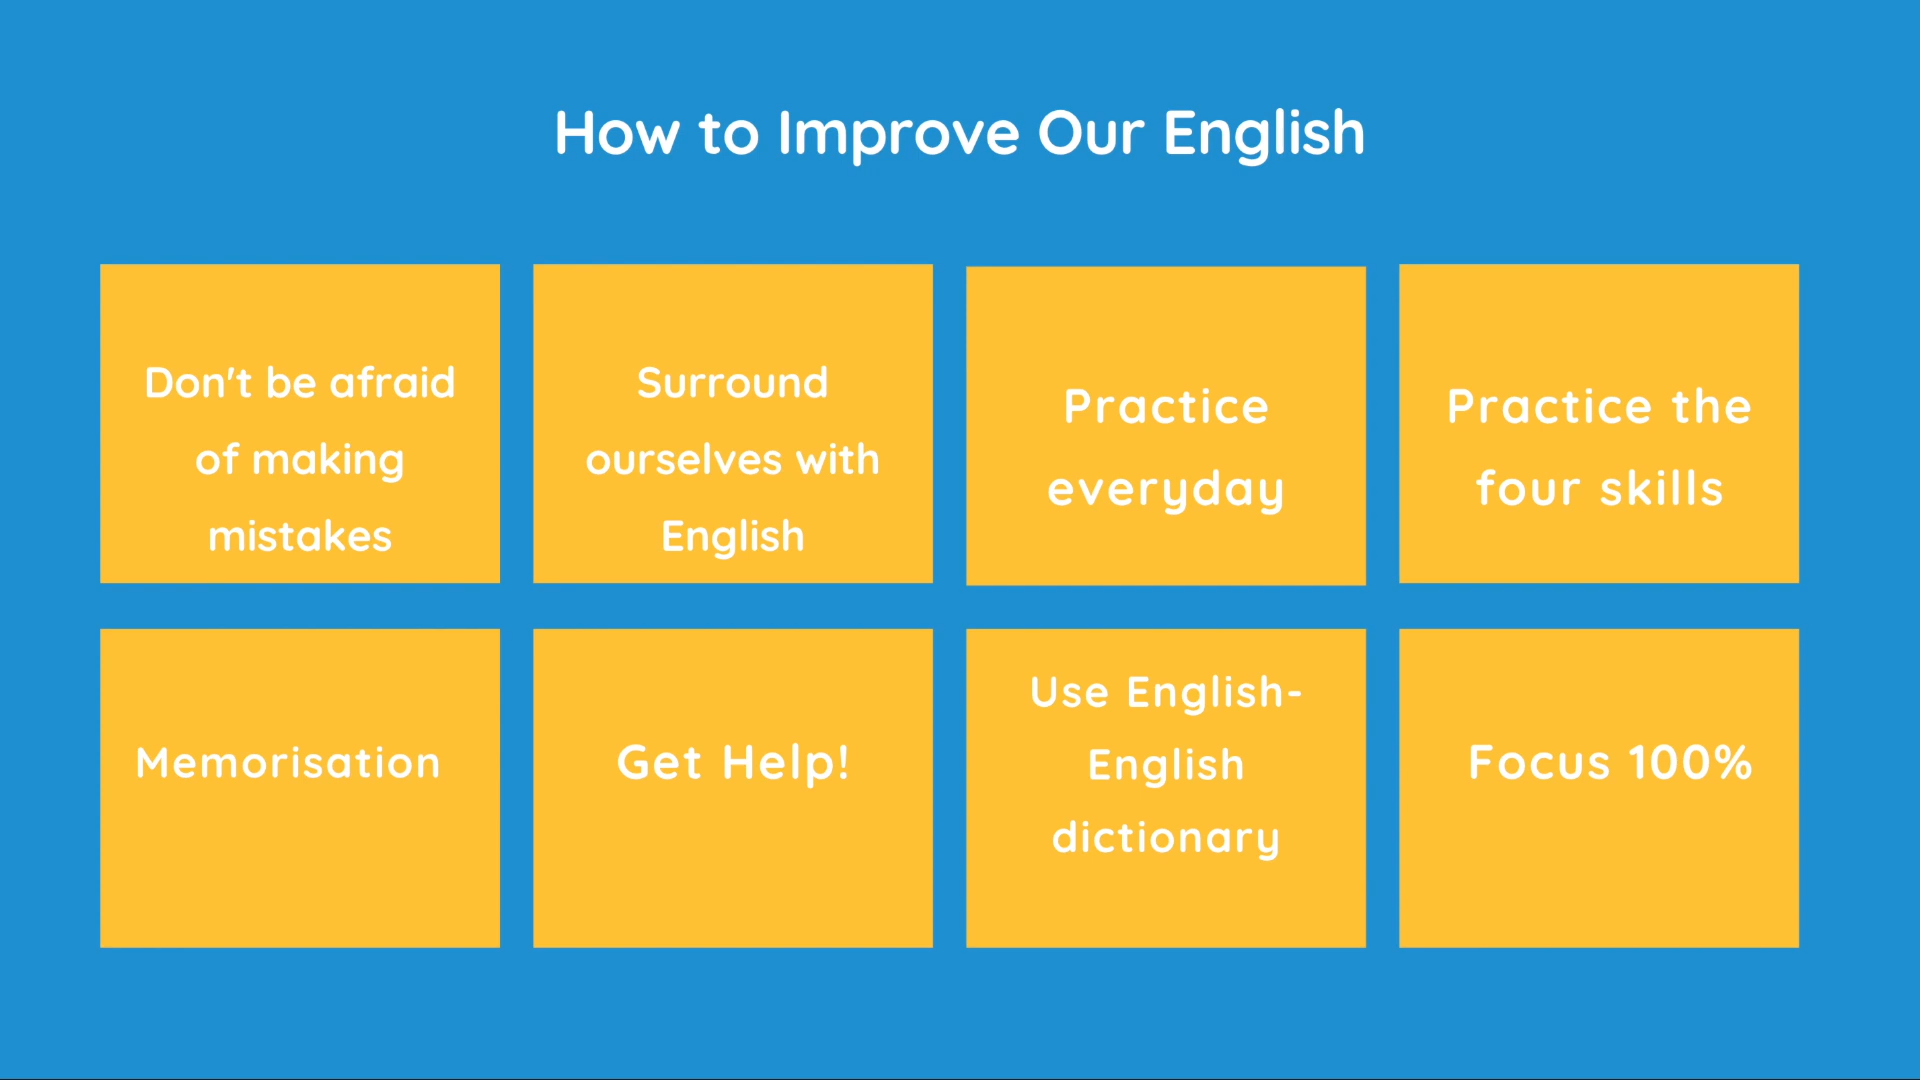 How to Improve Our English
Don't be afraid
of making
mistakes
Surround
ourselves with
English
Practice
everyday
Practice the
four skills
Memorisation
Get Help!
Use English-
English
dictionary
Focus 100%